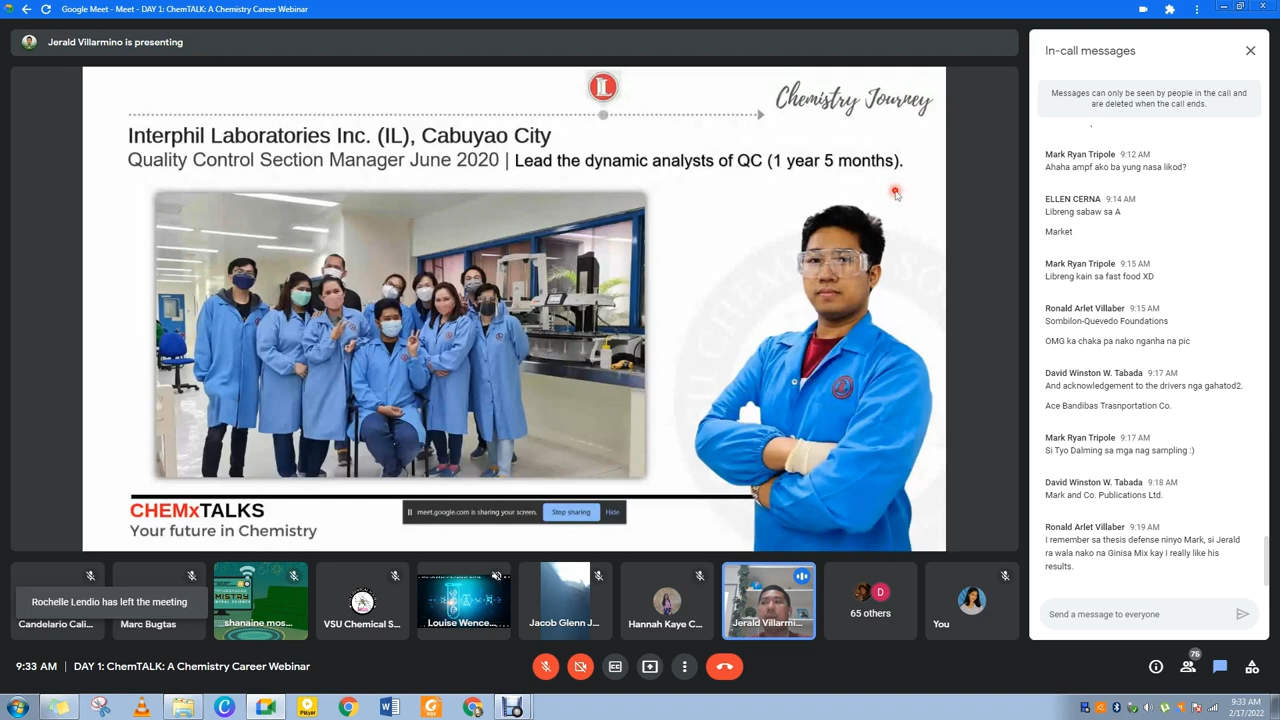 Google Meet - Meet - DAY 1: ChemTALK: A Chemistry Career Webinar
Jerald Villarmino is presenting
IL
Chemistry Journey
Interphil Laboratories Inc. (IL), Cabuyao City
Quality Control Section Manager June 2020 | Lead the dynamic analysts of QC (1 year 5 months).
CHEMxTALKS
Your future in Chemistry
meet.google.com is sharing your screen.
Stop sharing
Hide
In-call messages
Messages can only be seen by people in the call and
are deleted when the call ends.
Mark Ryan Tripole 9:12 AM
Ahaha ampf ako ba yung nasa likod?
ELLEN CERNA 9:14 AM
Libreng sabaw sa A
Market
Mark Ryan Tripole 9:15 AM
Libreng kain sa fast food XD
Ronald Arlet Villaber 9:15 AM
Sombilon-Quevedo Foundations
OMG ka chaka pa nako nganha na pic
David Winston W. Tabada 9:17 AM
And acknowledgement to the drivers nga gahatod2.
Ace Bandibas Trasnportation Co.
Mark Ryan Tripole 9:17 AM
Si Tyo Dalming sa mga nag sampling :)
David Winston W. Tabada 9:18 AM
Mark and Co. Publications Ltd.
Ronald Arlet Villaber 9:19 AM
I remember sa thesis defense ninyo Mark, si Jerald
ra wala nako na Ginisa Mix kay I really like his
results.
Send a message to everyone
Rochelle Lendio has left the meeting
Candelario Cali...
Marc Bugtas
shanaine mos...
VSU Chemical S...
Louise Wence...
Jacob Glenn J...
Hannah Kaye C...
Jerald Villarmi...
D
65 others
You
9:33 AM | DAY 1: ChemTALK: A Chemistry Career Webinar
76
9:33 AM
2/17/2022